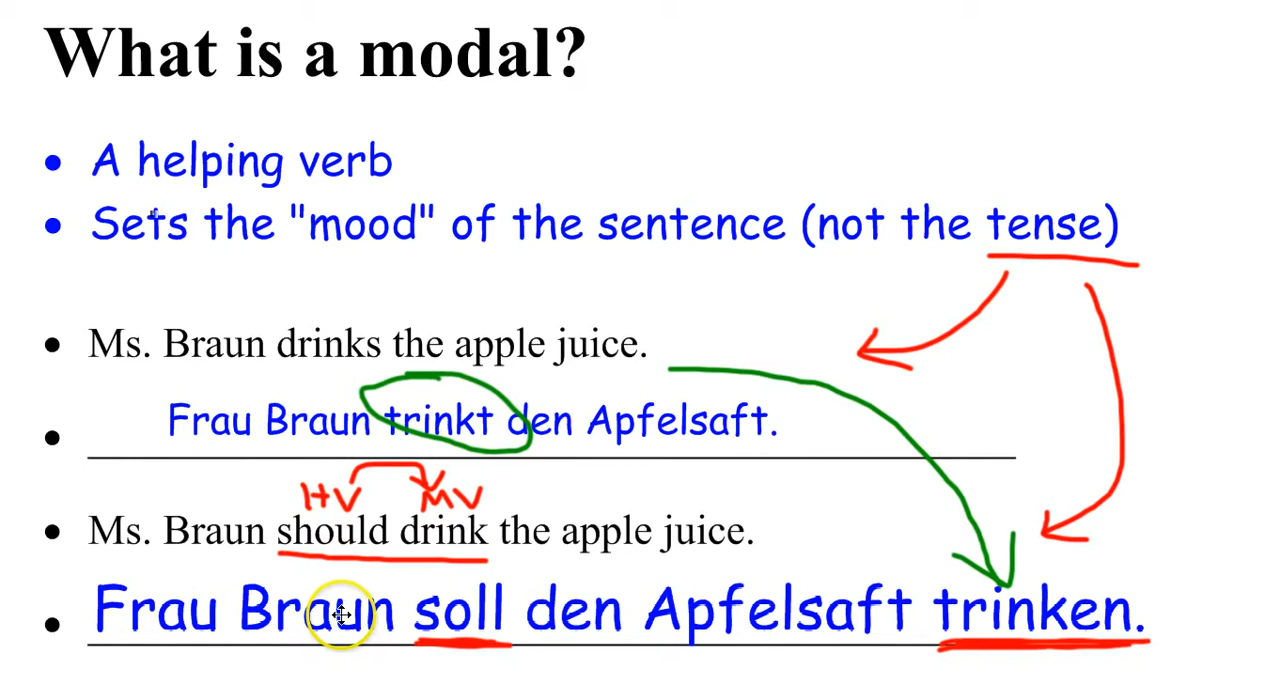 What is a modal?
• A helping verb
• Sets the "mood" of the sentence (not the tense)
• Ms. Braun drinks the apple juice.
• Frau Braun trinkt den Apfelsaft.
HV MV
• Ms. Braun should drink the apple juice.
• Frau Braun soll den Apfelsaft trinken.